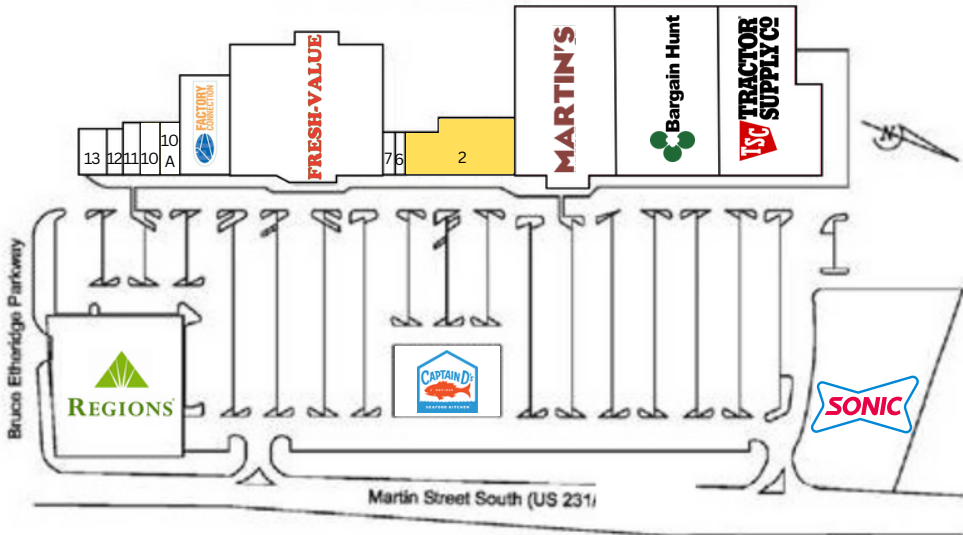 FACTORY
CONNECTION
FRESH-VALUE
MARTIN'S
Bargain Hunt
TSC TRACTOR
SUPPLY CO
N
13
12
11
10
10
A
7
6
2
Bruce Etheridge Parkway
REGIONS
CAPTAIN D's
SEAFOOD KITCHEN
SONIC
Martin Street South (US 231/